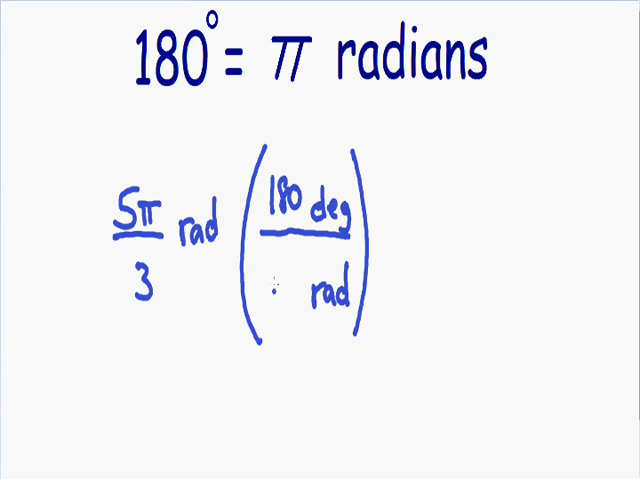 180° = π radians
5π/3 rad (180 deg / rad)